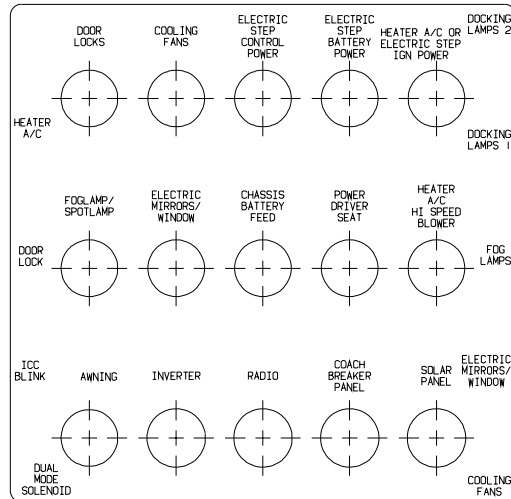 DOOR
LOCKS
COOLING
FANS
ELECTRIC
STEP
CONTROL
POWER
ELECTRIC
STEP
BATTERY
POWER
HEATER A/C OR
ELECTRIC STEP
IGN POWER
DOCKING
LAMPS 2
HEATER
A/C
DOCKING
LAMPS 1
FOGLAMP/
SPOTLAMP
ELECTRIC
MIRRORS/
WINDOW
CHASSIS
BATTERY
FEED
POWER
DRIVER
SEAT
HEATER
A/C
HI SPEED
BLOWER
DOOR
LOCK
FOG
LAMPS
ICC
BLINK
AWNING
INVERTER
RADIO
COACH
BREAKER
PANEL
SOLAR
PANEL
ELECTRIC
MIRRORS/
WINDOW
DUAL
MODE
SOLENOID
COOLING
FANS